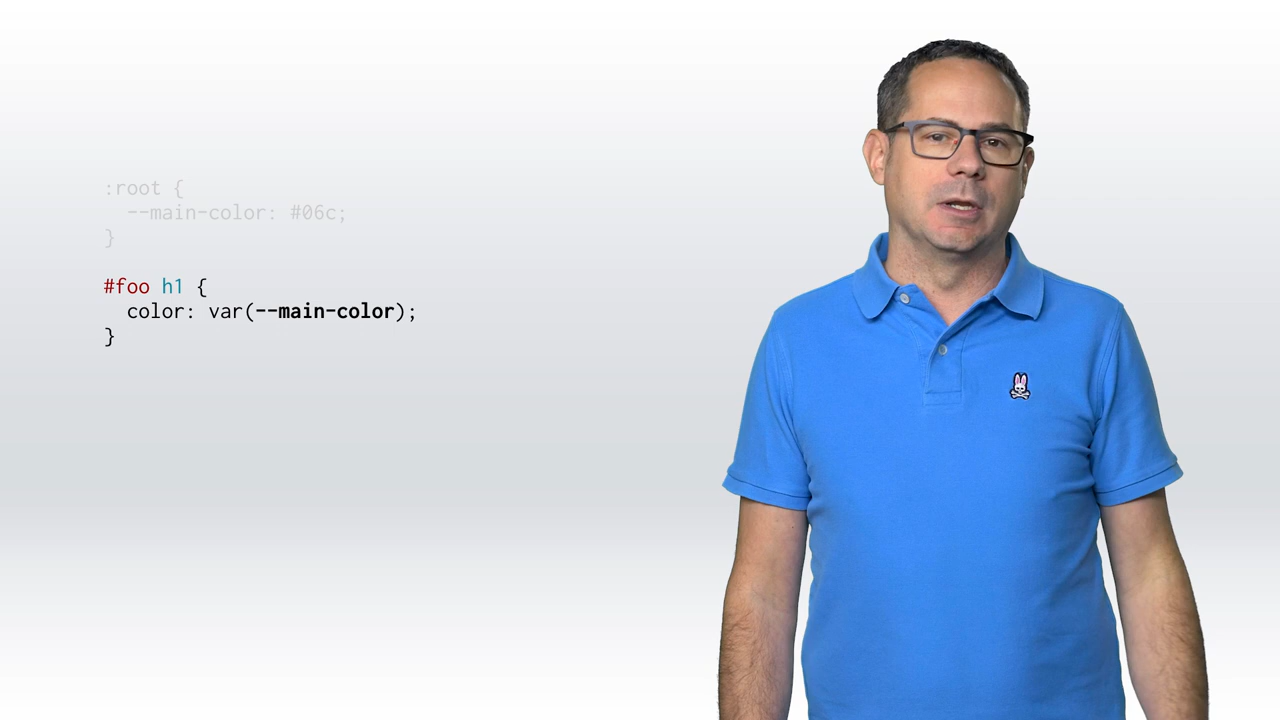 :root {
  --main-color: #06c;
}
#foo h1 {
  color: var(--main-color);
}